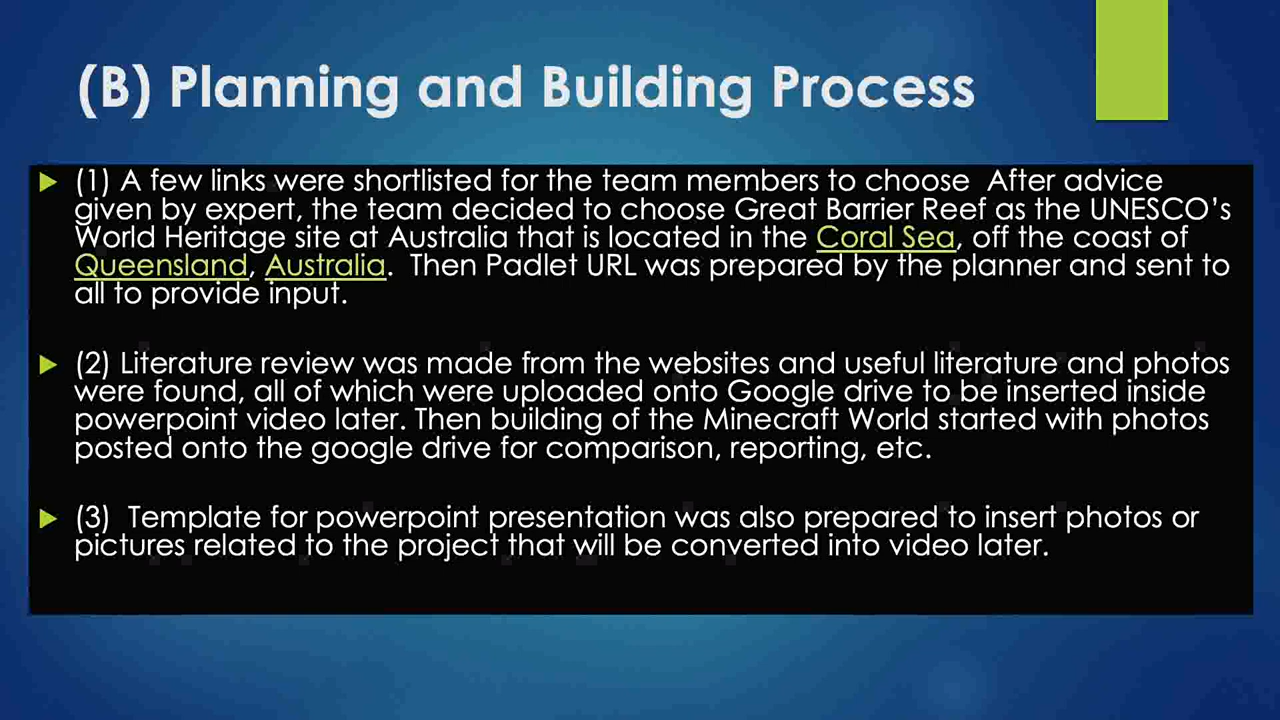 (B) Planning and Building Process
(1) A few links were shortlisted for the team members to choose  After advice
given by expert, the team decided to choose Great Barrier Reef as the UNESCO's
World Heritage site at Australia that is located in the Coral Sea, off the coast of
Queensland, Australia.  Then Padlet URL was prepared by the planner and sent to
all to provide input.
(2) Literature review was made from the websites and useful literature and photos
were found, all of which were uploaded onto Google drive to be inserted inside
powerpoint video later. Then building of the Minecraft World started with photos
posted onto the google drive for comparison, reporting, etc.
(3)  Template for powerpoint presentation was also prepared to insert photos or
pictures related to the project that will be converted into video later.